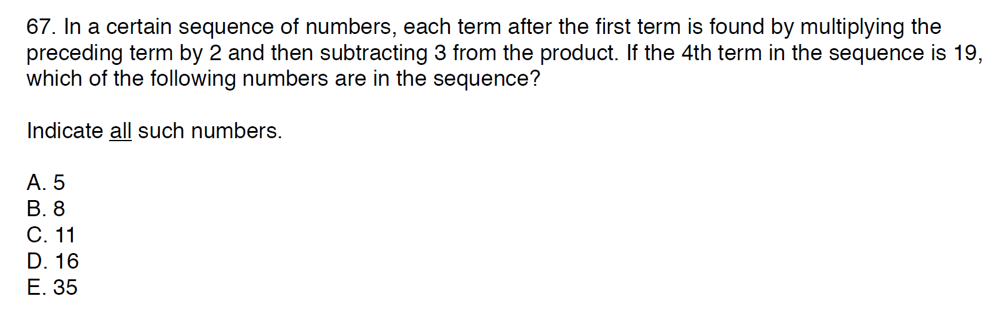 67. In a certain sequence of numbers, each term after the first term is found by multiplying the
preceding term by 2 and then subtracting 3 from the product. If the 4th term in the sequence is 19,
which of the following numbers are in the sequence?
Indicate all such numbers.
A. 5
B. 8
C. 11
D. 16
E. 35